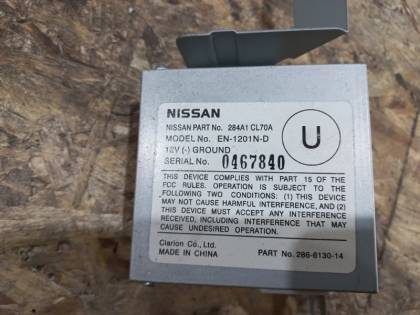 NISSAN
NISSAN PART No. 284A1 CL70A
MODEL No. EN-1201N-D
12V (-) GROUND
SERIAL No. 0467840
U
THIS DEVICE COMPLIES WITH PART 15 OF THE
FCC RULES. OPERATION IS SUBJECT TO THE
FOLLOWING TWO CONDITIONS: (1) THIS DEVICE
MAY NOT CAUSE HARMFUL INTERFERENCE, AND (2)
THIS DEVICE MUST ACCEPT ANY INTERFERENCE
RECEIVED, INCLUDING INTERFERENCE THAT MAY
CAUSE UNDESIRED OPERATION.
Clarion Co., Ltd.
MADE IN CHINA PART No. 286-6130-14